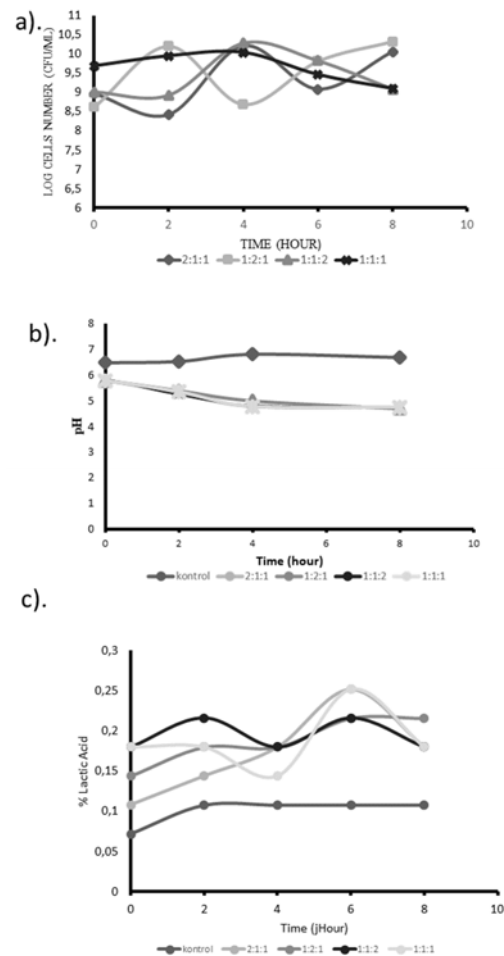 a).
LOG CELLS NUMBER (CFU/ML)
11
10,5
10
9,5
9
8,5
8
7,5
7
6,5
6
0 2 4 6 8 10
TIME (HOUR)
2:1:1 1:2:1 1:1:2 1:1:1
b).
pH
8
7
6
5
4
3
2
1
0
0 2 4 6 8 10
Time (hour)
kontrol 2:1:1 1:2:1 1:1:2 1:1:1
c).
% Lactic Acid
0,3
0,25
0,2
0,15
0,1
0,05
0
0 2 4 6 8 10
Time (jHour)
kontrol 2:1:1 1:2:1 1:1:2 1:1:1